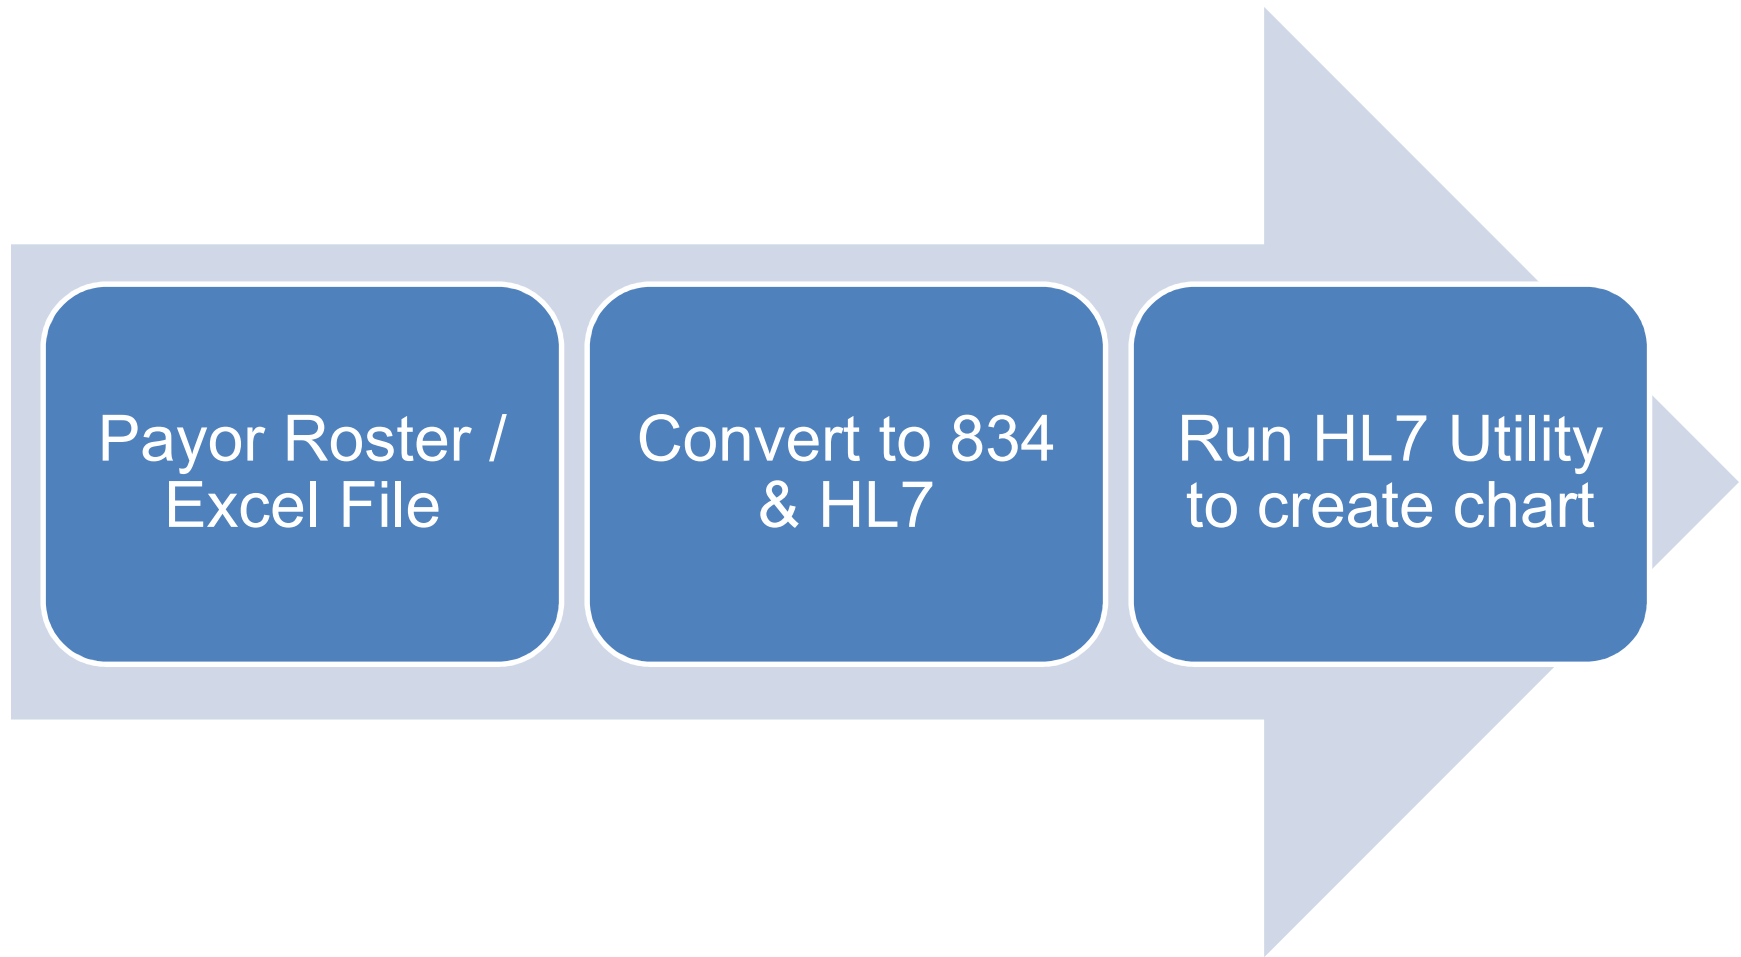 Payor Roster /
Excel File
Convert to 834
& HL7
Run HL7 Utility
to create chart